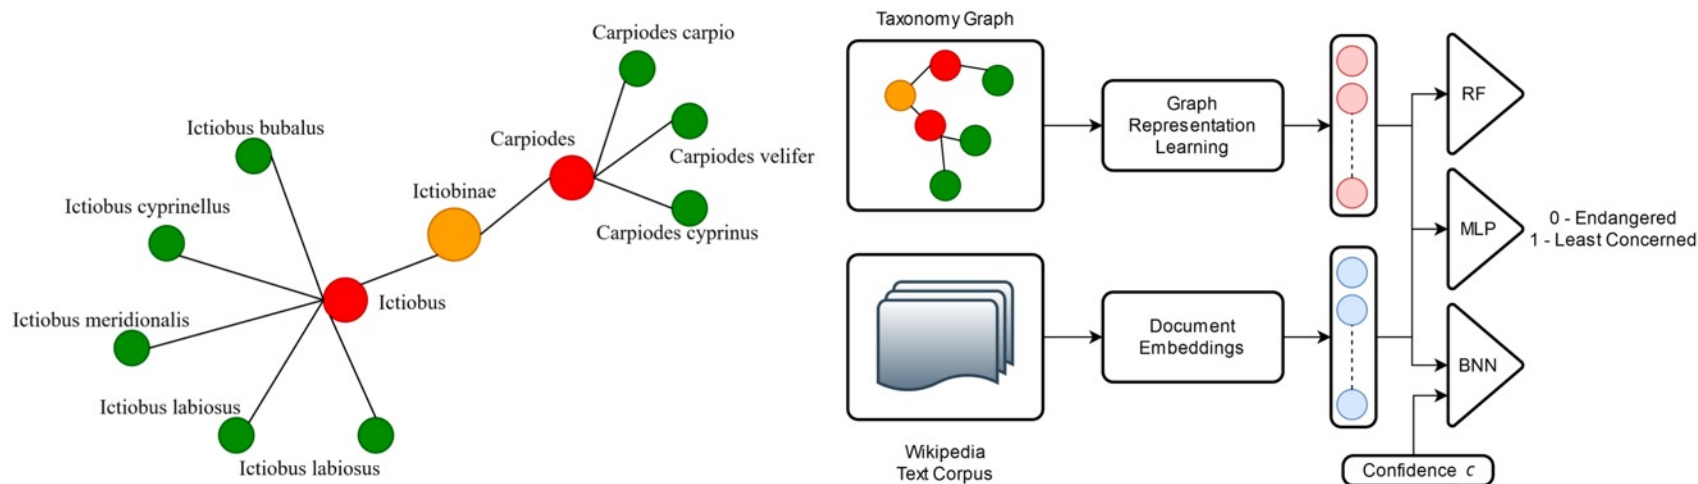 Carpiodes carpio
Ictiobus bubalus
Carpiodes
Carpiodes velifer
Ictiobinae
Ictiobus cyprinellus
Carpiodes cyprinus
Ictiobus
Ictiobus meridionalis
Ictiobus labiosus
Ictiobus labiosus
Taxonomy Graph
Graph
Representation
Learning
Wikipedia
Text Corpus
Document
Embeddings
RF
MLP
BNN
0 - Endangered
1 - Least Concerned
Confidence c